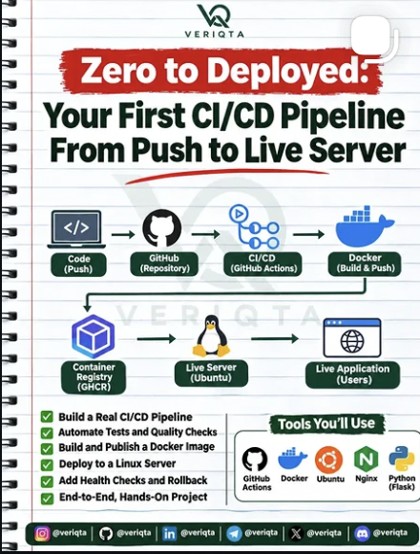 VERIQTA
Zero to Deployed:
Your First CI/CD Pipeline
From Push to Live Server
</>
Code
(Push)
GitHub
(Repository)
CI/CD
(GitHub Actions)
Docker
(Build & Push)
VERIQTA
Container
Registry
(GHCR)
Live Server
(Ubuntu)
Live Application
(Users)
Build a Real CI/CD Pipeline
Automate Tests and Quality Checks
Build and Publish a Docker Image
Deploy to a Linux Server
Add Health Checks and Rollback
End-to-End, Hands-On Project
Tools You'll Use
GitHub
Actions
Docker
Ubuntu
N
Nginx
Python
(Flask)
@veriqta
@veriqta
@veriqta
@veriqta
@veriqta
@veriqta